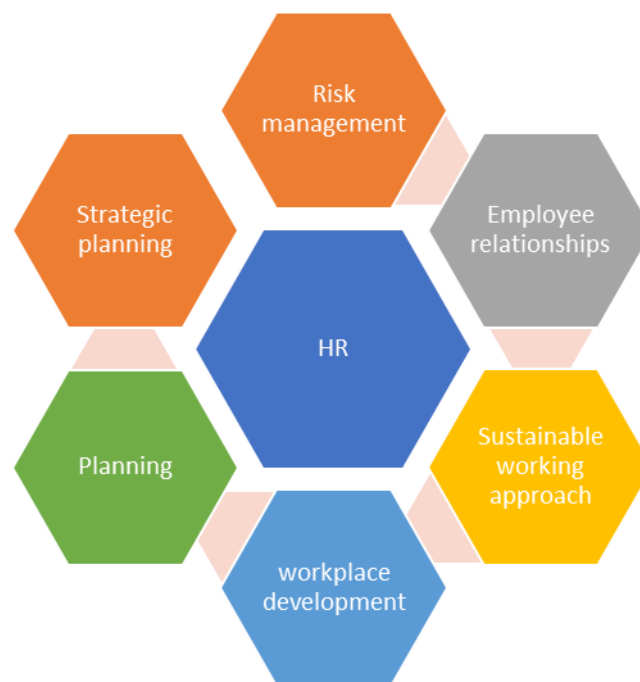 Risk
management
Strategic
planning
Employee
relationships
HR
Planning
Sustainable
working
approach
workplace
development